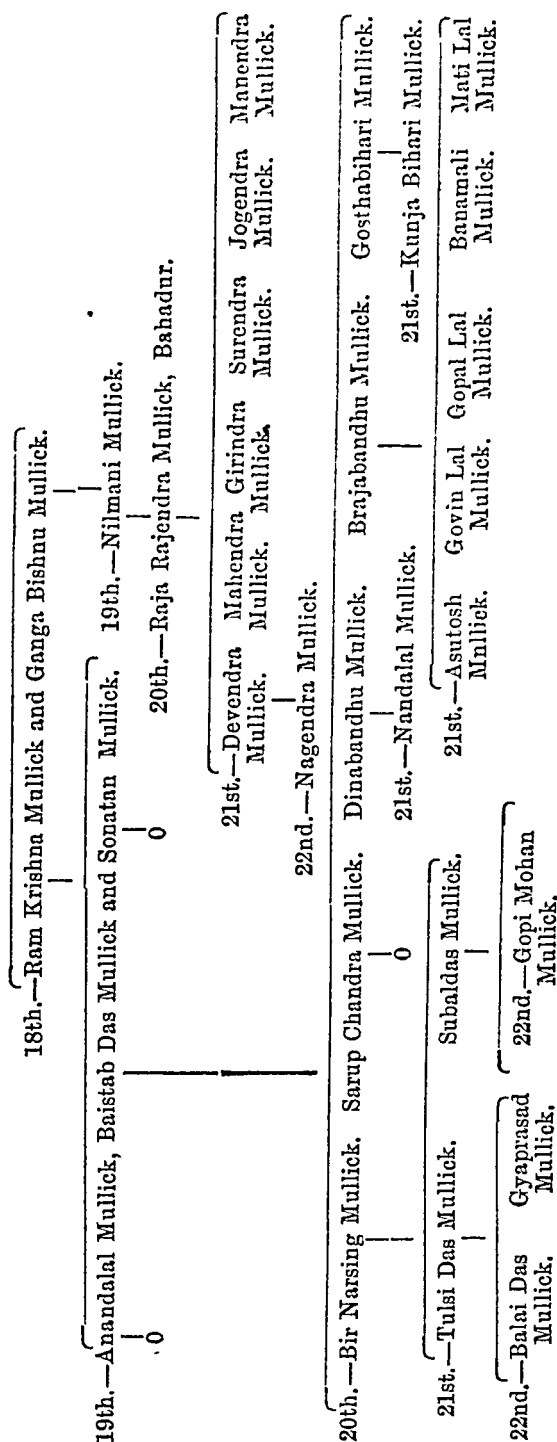 18th.—Ram Krishna Mullick and Ganga Bishnu Mullick.
19th.—Anandalal Mullick, Baistab Das Mullick and Sonatan Mullick. 19th.—Nilmani Mullick.
O O
20th.—Raja Rajendra Mullick, Bahadur.
21st.—Devendra Mahendra Girindra Surendra Jogendra Manendra
Mullick. Mullick. Mullick. Mullick. Mullick. Mullick.
22nd.—Nagendra Mullick.
20th.—Bir Narsing Mullick. Sarup Chandra Mullick. Dinabandhu Mullick. Brajabandhu Mullick. Gosthabihari Mullick.
O
21st.—Nandalal Mullick. 21st.—Kunja Bihari Mullick.
21st.—Tulsi Das Mullick. Subaldas Mullick.
21st.—Asutosh Govin Lal Gopal Lal Banamali Mati Lal
Mnllick. Mullick. Mullick. Mullick. Mullick.
22nd.—Balai Das Gyaprasad 22nd.—Gopi Mohan
Mullick. Mullick. Mullick.